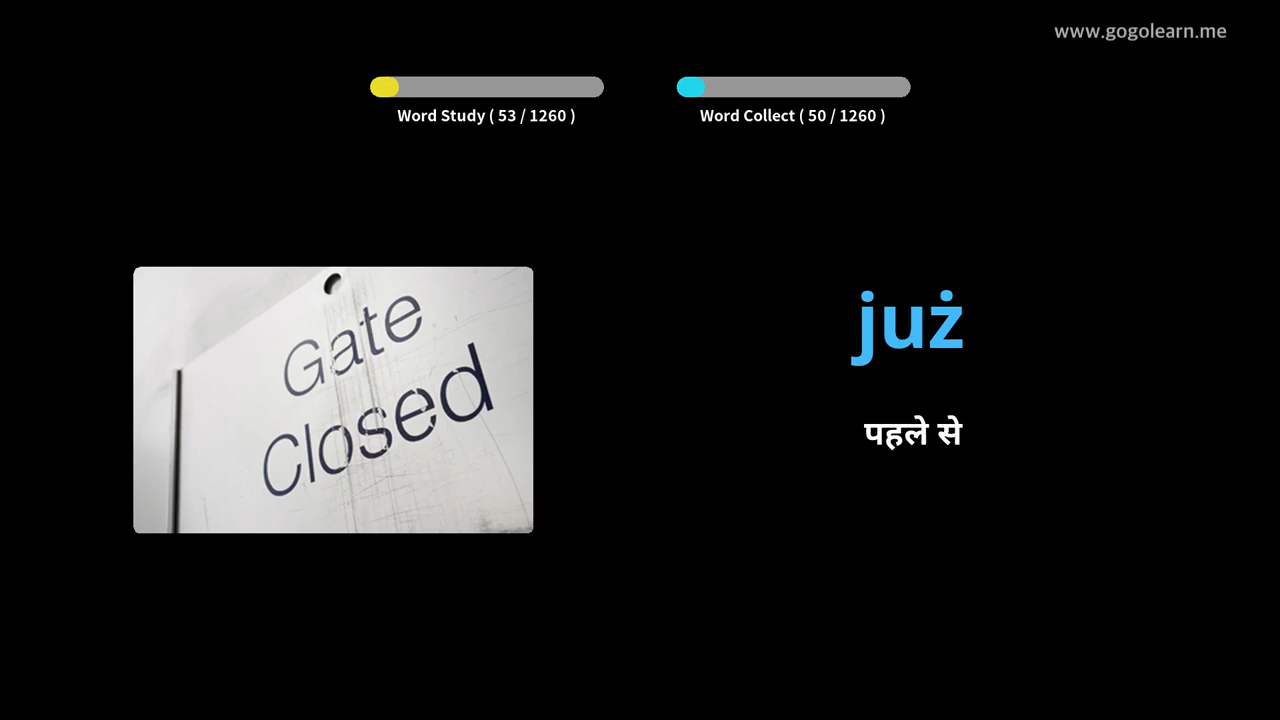 www.gogolearn.me
Word Study ( 53 / 1260 )
Word Collect ( 50 / 1260 )
Gate
Closed
już
पहले से